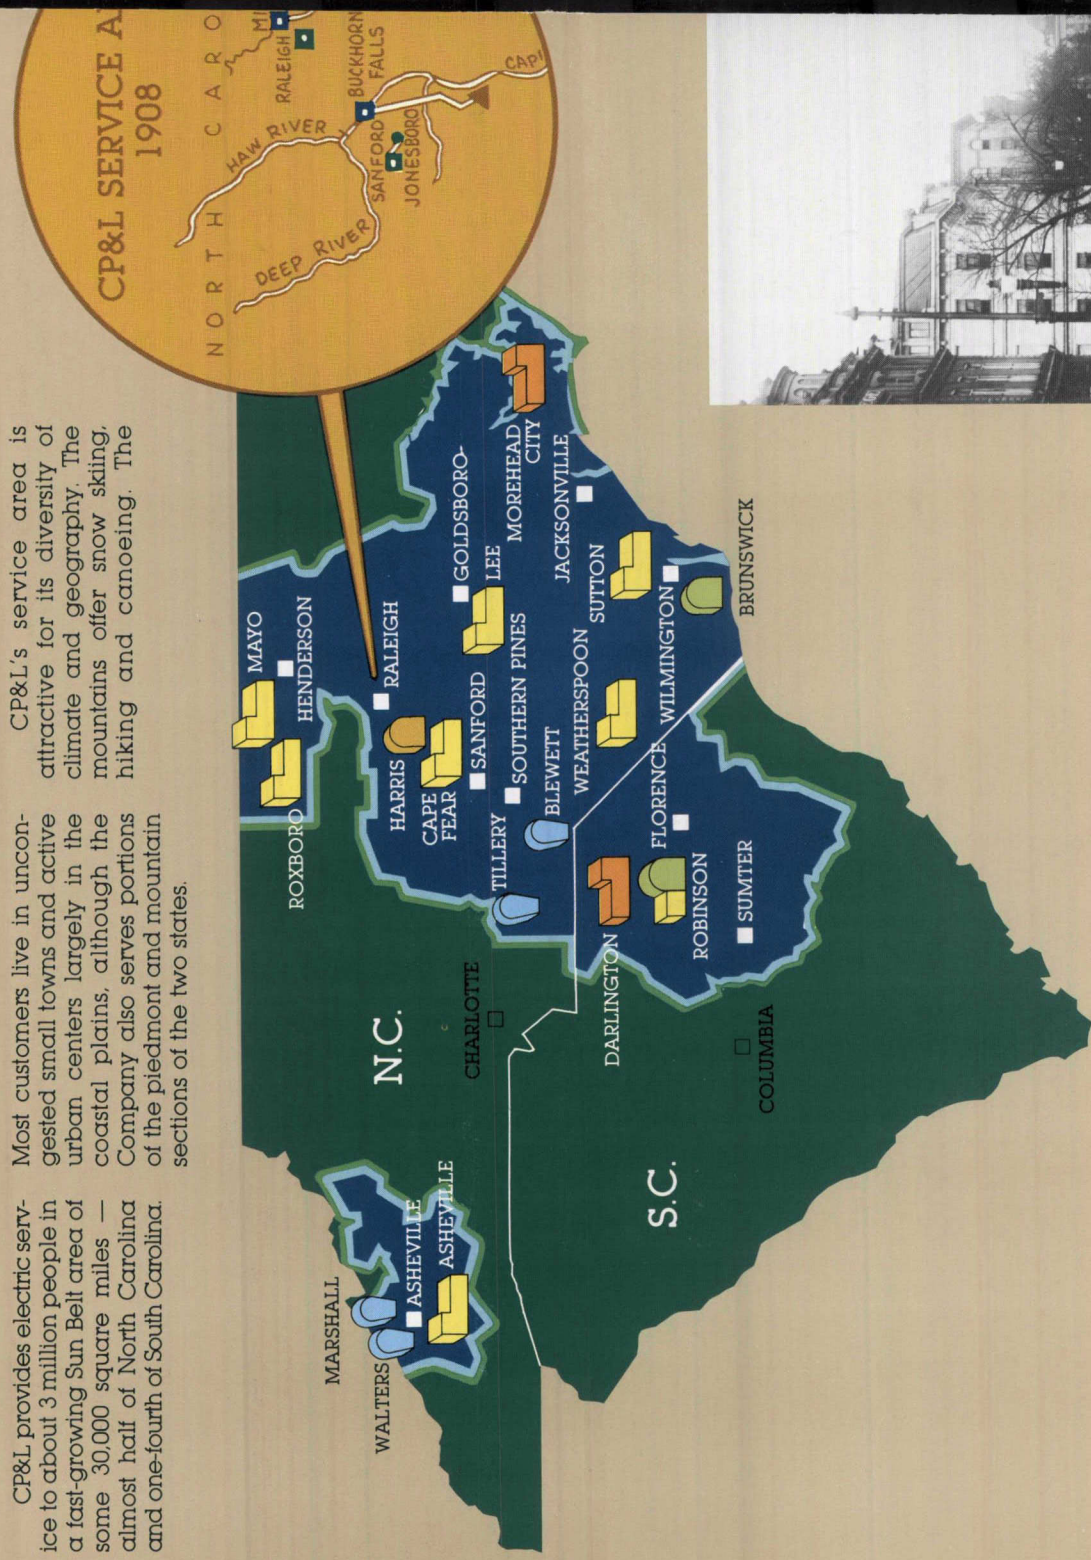 CP&L provides electric serv-
ice to about 3 million people in
a fast-growing Sun Belt area of
some 30,000 square miles —
almost half of North Carolina
and one-fourth of South Carolina.
Most customers live in uncon-
gested small towns and active
urban centers largely in the
coastal plains, although the
Company also serves portions
of the piedmont and mountain
sections of the two states.
CP&L's service area is
attractive for its diversity of
climate and geography. The
mountains offer snow skiing,
hiking and canoeing. The
CP&L SERVICE A
1908
NORTH CARO
MI
RALEIGH
BUCKHORN
FALLS
HAW RIVER
CAP
SANFORD
JONESBORO
DEEP RIVER
MAYO
HENDERSON
ROXBORO
RALEIGH
HARRIS
CAPE
FEAR
GOLDSBORO
LEE
SANFORD
SOUTHERN PINES
MOREHEAD
CITY
JACKSONVILLE
TILLERY
BLEWETT
WEATHERSPOON
SUTTON
WILMINGTON
BRUNSWICK
FLORENCE
DARLINGTON
ROBINSON
SUMTER
N.C.
CHARLOTTE
COLUMBIA
S.C.
MARSHALL
WALTERS
ASHEVILLE
ASHEVILLE